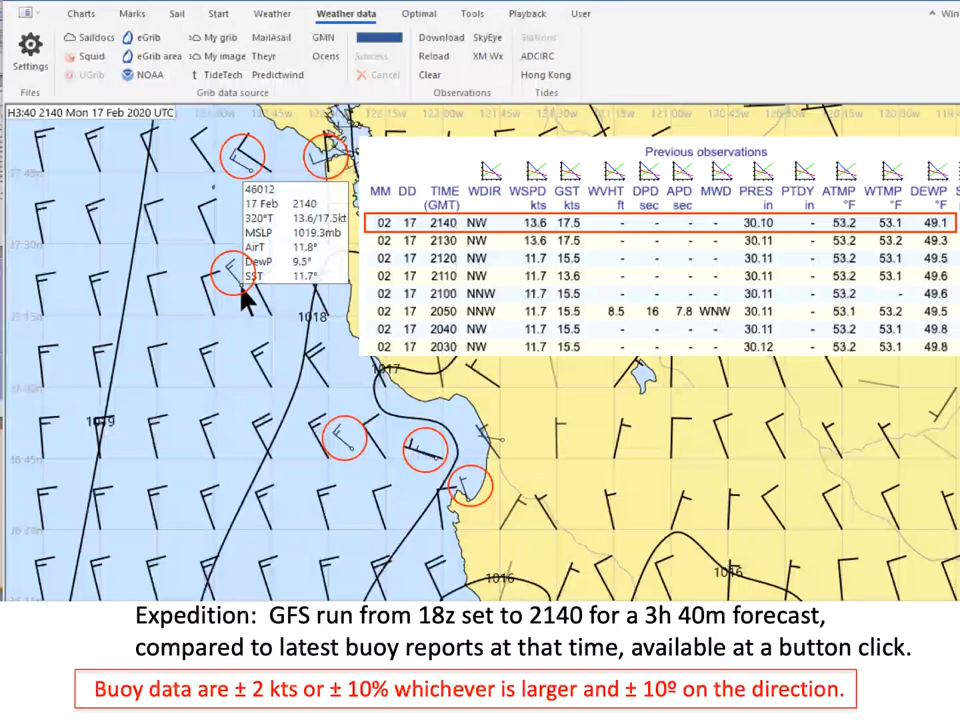 Charts Marks Sail Start Weather Weather data Optimal Tools Playback User Win
Saildocs eGrib My grib MailASail GMN Download SkyEye Stations
Settings Squid eGrib area My image Theyr Ocens Success Reload XM Wx ADCIRC
UGrib NOAA TideTech Predictwind Cancel Clear Hong Kong
Files Grib data source Observations Tides
H3:40 2140 Mon 17 Feb 2020 UTC
46012
17 Feb 2140
320°T 13.6/17.5kt
MSLP 1019.3mb
AirT 11.8°
DewP 9.5°
SST 11.7°
Previous observations
MM DD TIME WDIR WSPD GST WVHT DPD APD MWD PRES PTDY ATMP WTMP DEWP S
(GMT) kts kts ft sec sec in in °F °F °F
02 17 2140 NW 13.6 17.5 - - - - 30.10 - 53.2 53.1 49.1
02 17 2130 NW 13.6 17.5 - - - - 30.11 - 53.2 53.2 49.3
02 17 2120 NW 11.7 15.5 - - - - 30.11 - 53.2 53.1 49.5
02 17 2110 NW 11.7 13.6 - - - - 30.11 - 53.2 53.1 49.6
02 17 2100 NNW 11.7 15.5 - - - - 30.11 - 53.2 - 49.6
02 17 2050 NNW 11.7 15.5 8.5 16 7.8 WNW 30.11 - 53.1 53.2 49.5
02 17 2040 NW 11.7 15.5 - - - - 30.11 - 53.2 53.1 49.8
02 17 2030 NW 11.7 15.5 - - - - 30.12 - 53.2 53.1 49.8
1018
1017
1019
1016
1016
Expedition: GFS run from 18z set to 2140 for a 3h 40m forecast,
compared to latest buoy reports at that time, available at a button click.
Buoy data are ± 2 kts or ± 10% whichever is larger and ± 10º on the direction.